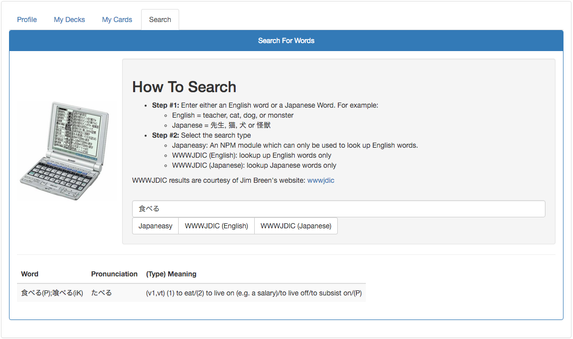 Profile
My Decks
My Cards
Search
Search For Words
How To Search
Step #1: Enter either an English word or a Japanese Word. For example:
English = teacher, cat, dog, or monster
Japanese = 先生, 猫, 犬 or 怪獣
Step #2: Select the search type
Japaneasy: An NPM module which can only be used to look up English words.
WWWJDIC (English): lookup up English words only
WWWJDIC (Japanese): lookup Japanese words only
WWWJDIC results are courtesy of Jim Breen's website: wwwjdic
食べる
Japaneasy
WWWJDIC (English)
WWWJDIC (Japanese)
Word Pronunciation (Type) Meaning
食べる(P);喰べる(iK) たべる (v1,vt) (1) to eat/(2) to live on (e.g. a salary)/to live off/to subsist on/(P)